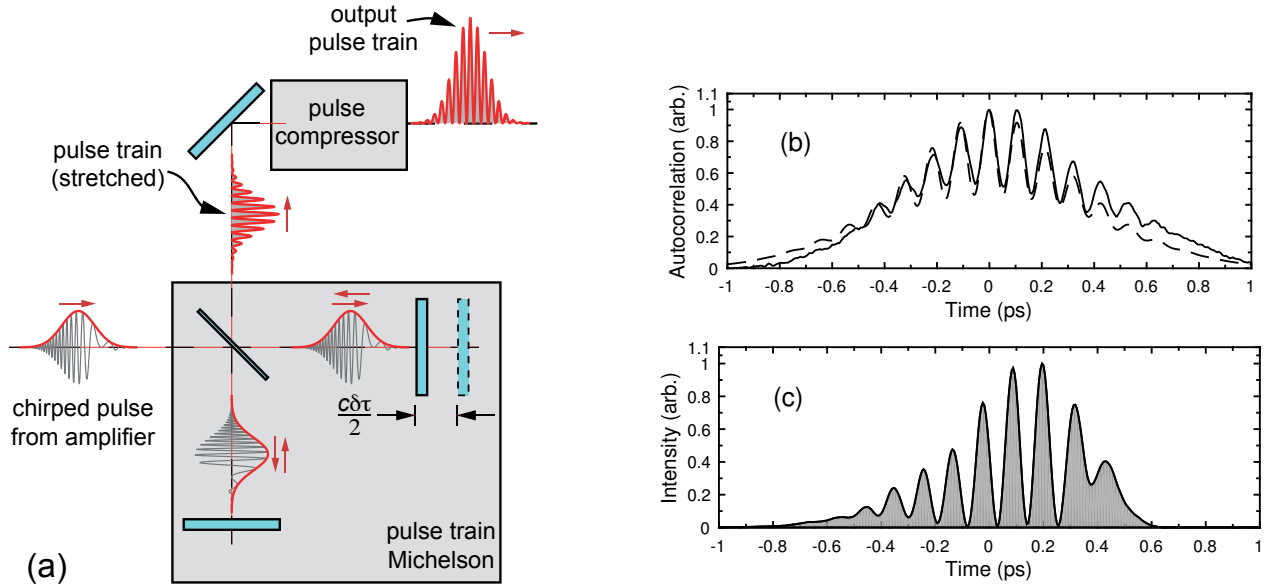 output
pulse train
pulse
compressor
pulse train
(stretched)
chirped pulse
from amplifier
cδτ
2
pulse train
Michelson
(a)
(b)
Autocorrelation (arb.)
1.1
1
0.8
0.6
0.4
0.2
0
-1 -0.8 -0.6 -0.4 -0.2 0 0.2 0.4 0.6 0.8 1
Time (ps)
(c)
Intensity (arb.)
1.1
1
0.8
0.6
0.4
0.2
0
-1 -0.8 -0.6 -0.4 -0.2 0 0.2 0.4 0.6 0.8 1
Time (ps)